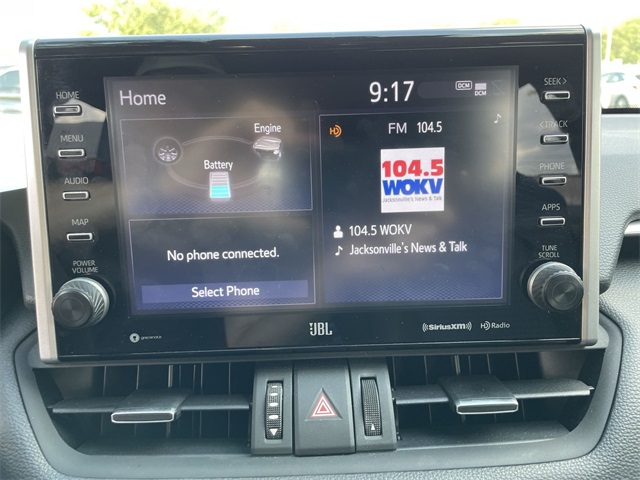 Home
9:17
DCM
DCM
HOME
MENU
AUDIO
MAP
POWER
VOLUME
Engine
Battery
No phone connected.
Select Phone
FM 104.5
104.5
WOKV
Jacksonville's News & Talk
104.5 WOKV
Jacksonville's News & Talk
SEEK>
<TRACK
PHONE
APPS
TUNE
SCROLL
JBL
((SiriusXM))
HD Radio